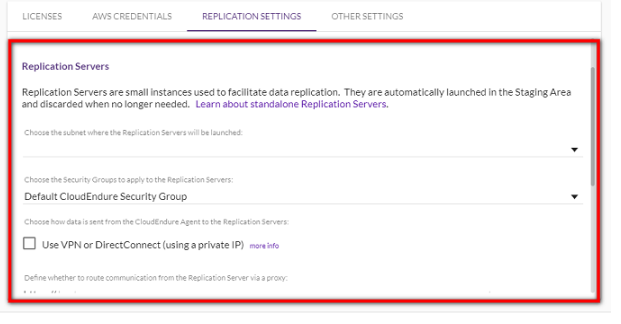 LICENSES AWS CREDENTIALS REPLICATION SETTINGS OTHER SETTINGS
Replication Servers
Replication Servers are small instances used to facilitate data replication. They are automatically launched in the Staging Area
and discarded when no longer needed. Learn about standalone Replication Servers.
Choose the subnet where the Replication Servers will be launched:
Choose the Security Groups to apply to the Replication Servers:
Default CloudEndure Security Group
Choose how data is sent from the CloudEndure Agent to the Replication Servers:
Use VPN or DirectConnect (using a private IP) more info
Define whether to route communication from the Replication Server via a proxy: